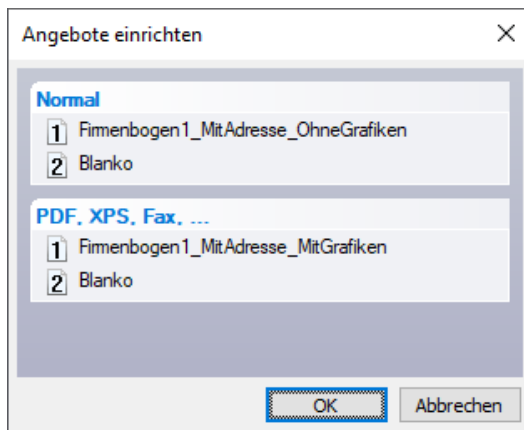 Angebote einrichten
Normal
1 Firmenbogen1_MitAdresse_OhneGrafiken
2 Blanko
PDF, XPS, Fax, ...
1 Firmenbogen1_MitAdresse_MitGrafiken
2 Blanko
OK Abbrechen